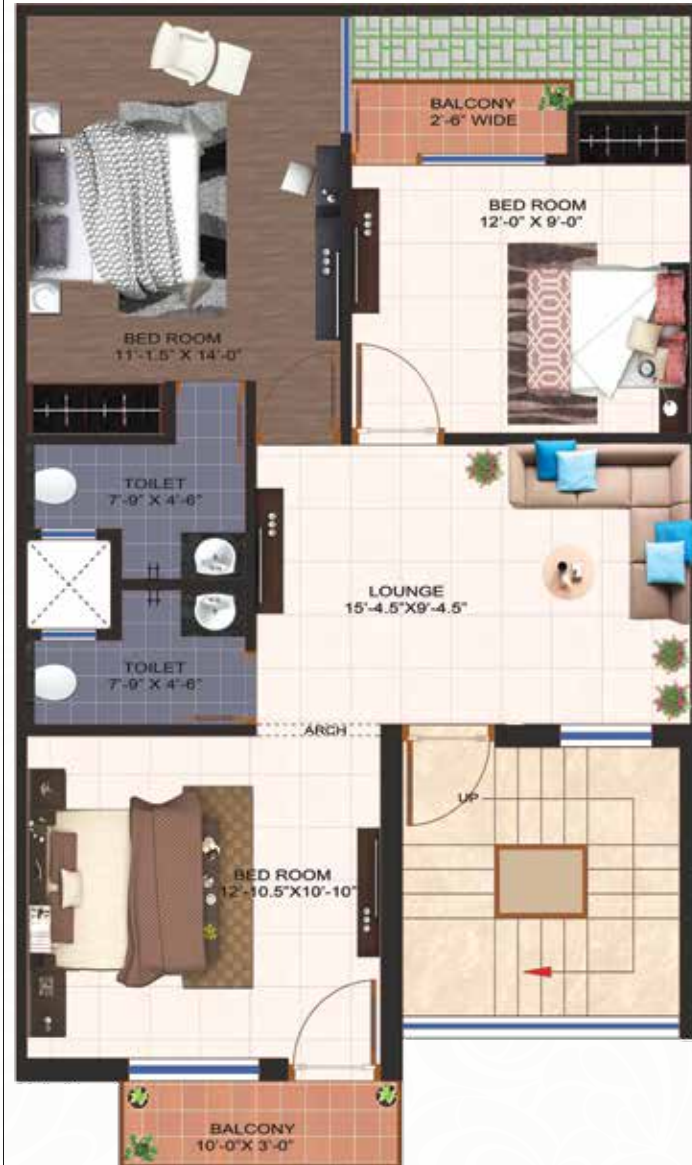 BALCONY
2'-6" WIDE
BED ROOM
12'-0" X 9'-0"
BED ROOM
11'-1.5" X 14'-0"
TOILET
7'-9" X 4'-6"
LOUNGE
15'-4.5"X9'-4.5"
TOILET
7'-9" X 4'-6"
ARCH
UP
BED ROOM
12'-10.5"X10'-10"
BALCONY
10'-0"X 3'-0"